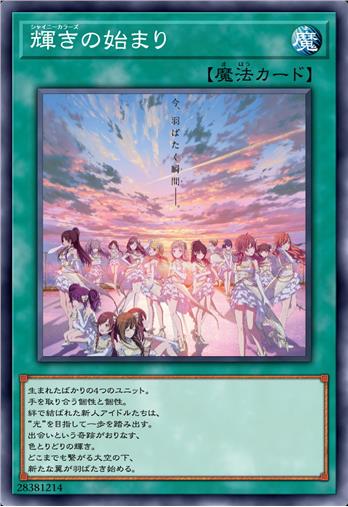 シャイニーカラーズ
輝きの始まり
魔
まほう
【魔法カード】
今、羽ばたく瞬間──。
生まれたばかりの4つのユニット。
手を取り合う個性と個性。
絆で結ばれた新人アイドルたちは、
“光”を目指して一歩を踏み出す。
出会いという奇跡がおりなす、
色とりどりの輝き。
どこまでも繋がる大空の下、
新たな翼が羽ばたき始める。
28381214